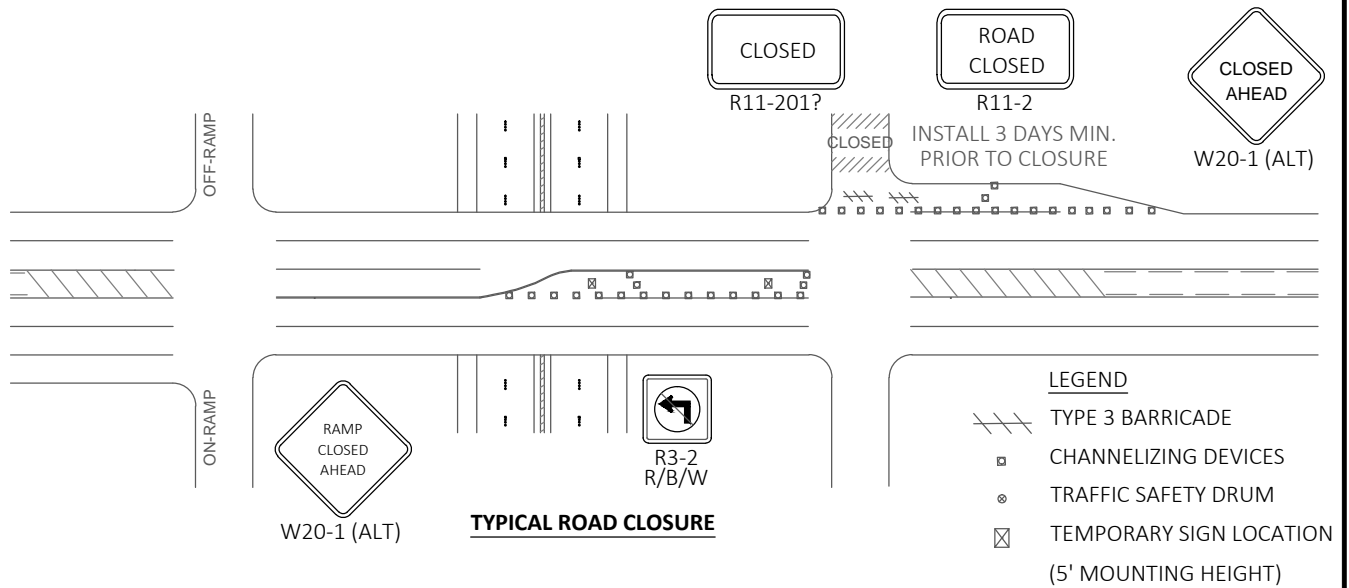 CLOSED
R11-201?
ROAD
CLOSED
R11-2
INSTALL 3 DAYS MIN.
PRIOR TO CLOSURE
CLOSED
AHEAD
W20-1 (ALT)
OFF-RAMP
CLOSED
ON-RAMP
RAMP
CLOSED
AHEAD
W20-1 (ALT)
R3-2
R/B/W
TYPICAL ROAD CLOSURE
LEGEND
TYPE 3 BARRICADE
CHANNELIZING DEVICES
TRAFFIC SAFETY DRUM
TEMPORARY SIGN LOCATION
(5' MOUNTING HEIGHT)